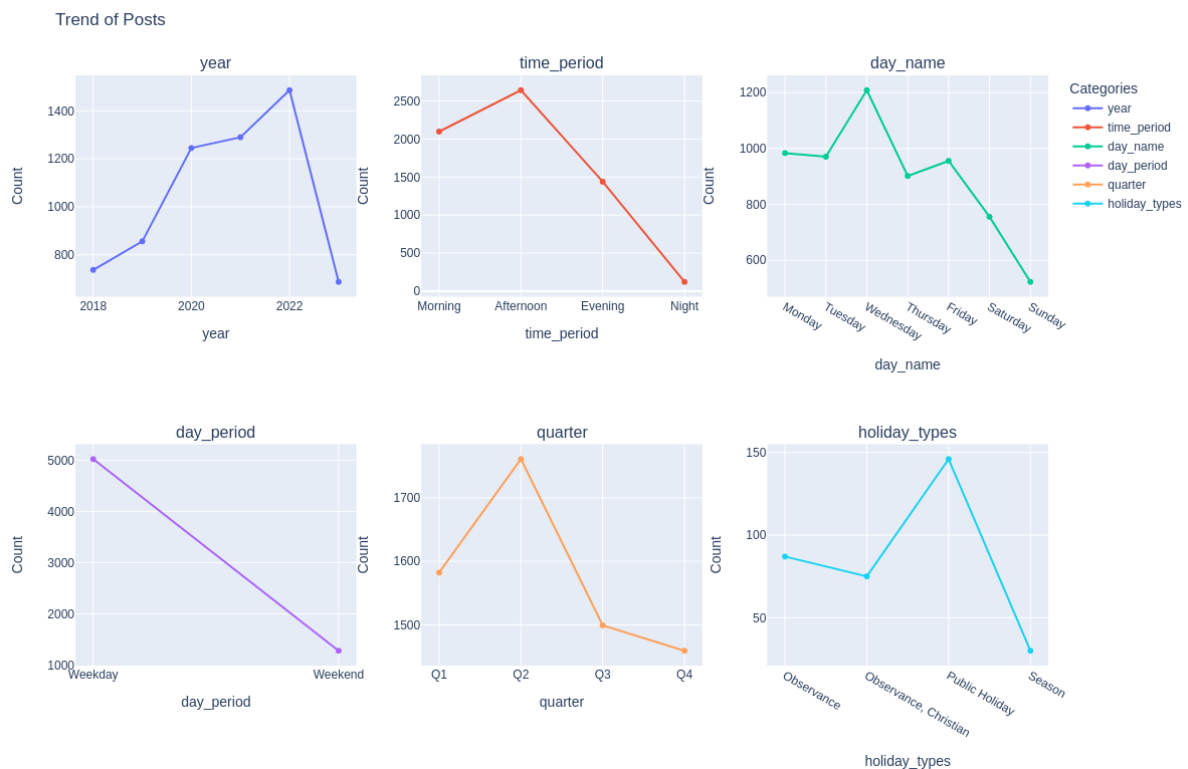 Trend of Posts
year
time_period
day_name
Categories
year
time_period
day_name
day_period
quarter
holiday_types
Count
1400
1200
1000
800
2018
2020
2022
year
Count
2500
2000
1500
1000
500
0
Morning
Afternoon
Evening
Night
time_period
Count
1200
1000
800
600
Monday
Tuesday
Wednesday
Thursday
Friday
Saturday
Sunday
day_name
day_period
quarter
holiday_types
Count
5000
4000
3000
2000
1000
Weekday
Weekend
day_period
Count
1700
1600
1500
Q1
Q2
Q3
Q4
quarter
Count
150
100
50
Observance
Observance, Christian
Public Holiday
Season
holiday_types